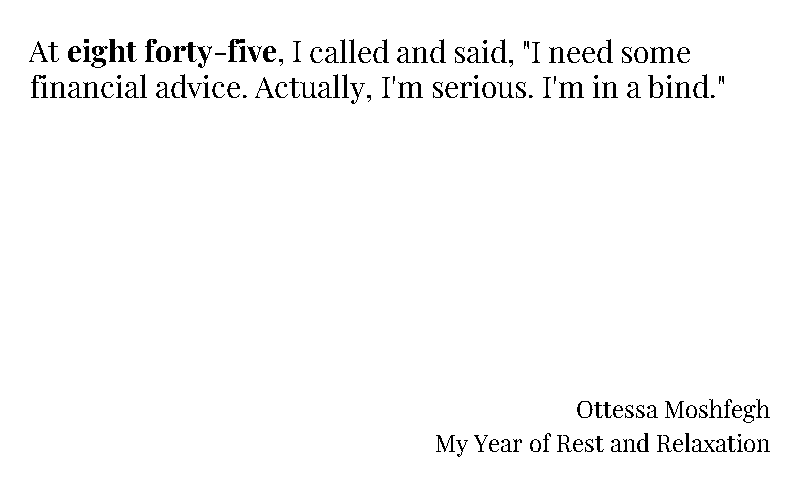 At eight forty-five, I called and said, "I need some
financial advice. Actually, I'm serious. I'm in a bind."
Ottessa Moshfegh
My Year of Rest and Relaxation